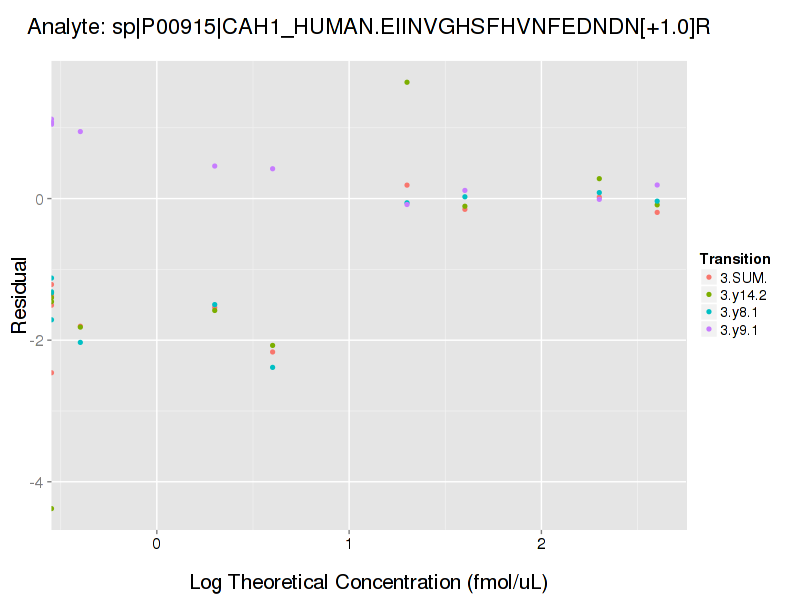 Analyte: sp|P00915|CAH1_HUMAN.EIINVGHSFHVNFEDNDN[+1.0]R
Residual
0
-2
-4
0 1 2
Log Theoretical Concentration (fmol/uL)
Transition
3.SUM.
3.y14.2
3.y8.1
3.y9.1